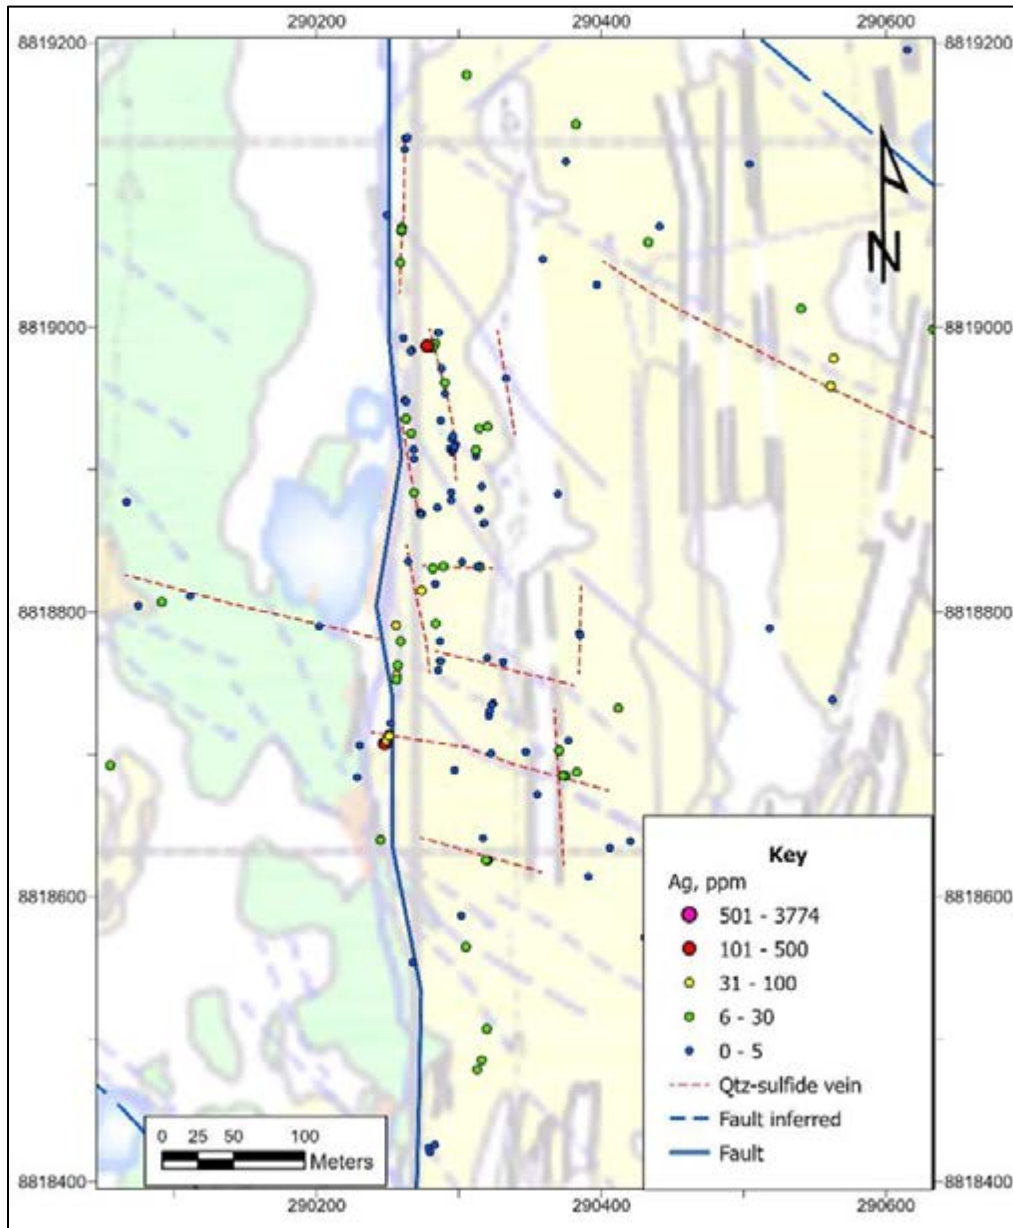 290200 290400 290600
8819200 8819200
N
8819000 8819000
8818800 8818800
Key
Ag, ppm
501 - 3774
101 - 500
31 - 100
6 - 30
0 - 5
Qtz-sulfide vein
Fault inferred
Fault
8818600 8818600
0 25 50 100
Meters
8818400 8818400
290200 290400 290600